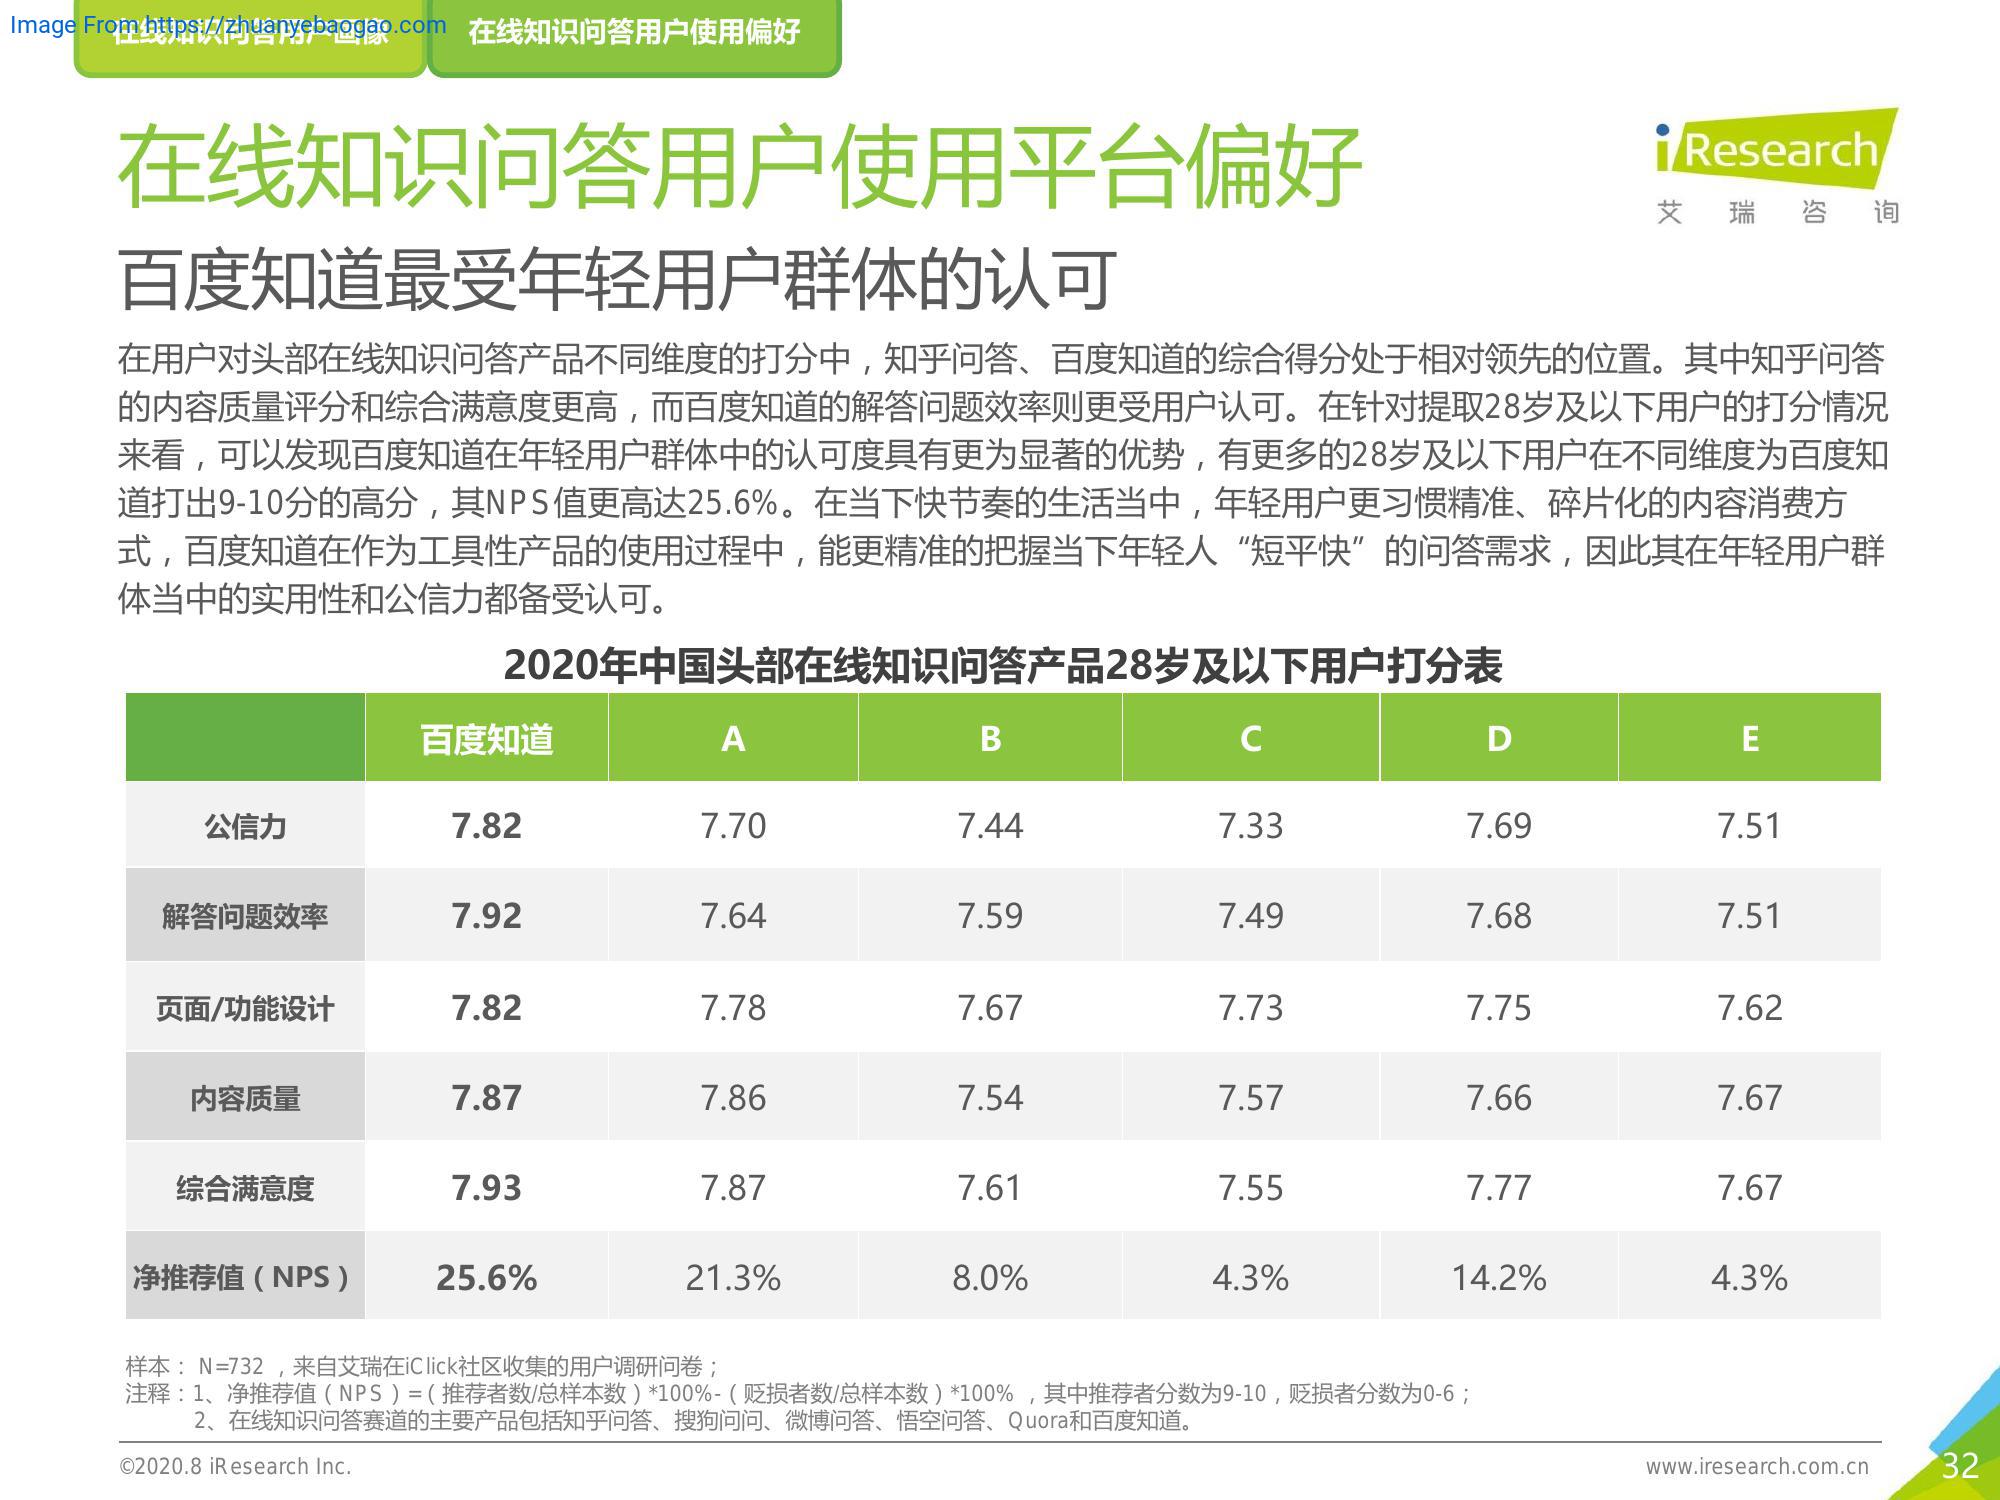 Image From https://zhuanyebaogao.com
在线知识问答用户画像
在线知识问答用户使用偏好
在线知识问答用户使用平台偏好
iResearch
艾瑞咨询
百度知道最受年轻用户群体的认可
在用户对头部在线知识问答产品不同维度的打分中，知乎问答、百度知道的综合得分处于相对领先的位置。其中知乎问答
的内容质量评分和综合满意度更高，而百度知道的解答问题效率则更受用户认可。在针对提取28岁及以下用户的打分情况
来看，可以发现百度知道在年轻用户群体中的认可度具有更为显著的优势，有更多的28岁及以下用户在不同维度为百度知
道打出9-10分的高分，其NPS值更高达25.6%。在当下快节奏的生活当中，年轻用户更习惯精准、碎片化的内容消费方
式，百度知道在作为工具性产品的使用过程中，能更精准的把握当下年轻人“短平快”的问答需求，因此其在年轻用户群
体当中的实用性和公信力都备受认可。
2020年中国头部在线知识问答产品28岁及以下用户打分表
百度知道 A B C D E
公信力 7.82 7.70 7.44 7.33 7.69 7.51
解答问题效率 7.92 7.64 7.59 7.49 7.68 7.51
页面/功能设计 7.82 7.78 7.67 7.73 7.75 7.62
内容质量 7.87 7.86 7.54 7.57 7.66 7.67
综合满意度 7.93 7.87 7.61 7.55 7.77 7.67
净推荐值（NPS） 25.6% 21.3% 8.0% 4.3% 14.2% 4.3%
样本：N=732，来自艾瑞在iClick社区收集的用户调研问卷；
注释：1、净推荐值（NPS）=（推荐者数/总样本数）*100%-（贬损者数/总样本数）*100%，其中推荐者分数为9-10，贬损者分数为0-6；
2、在线知识问答赛道的主要产品包括知乎问答、搜狗问问、微博问答、悟空问答、Quora和百度知道。
©2020.8 iResearch Inc.
www.iresearch.com.cn
32